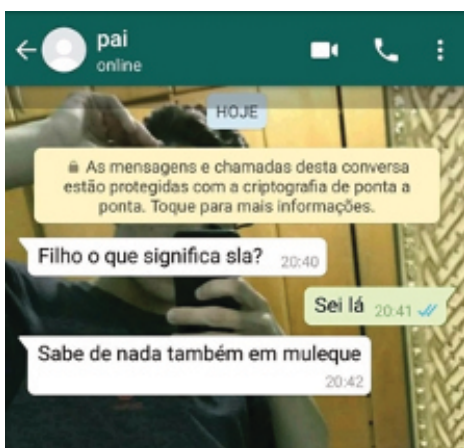 pai
online
HOJE
As mensagens e chamadas desta conversa
estão protegidas com a criptografia de ponta a
ponta. Toque para mais informações.
Filho o que significa sla? 20:40
Sei lá 20:41
Sabe de nada também em muleque
20:42